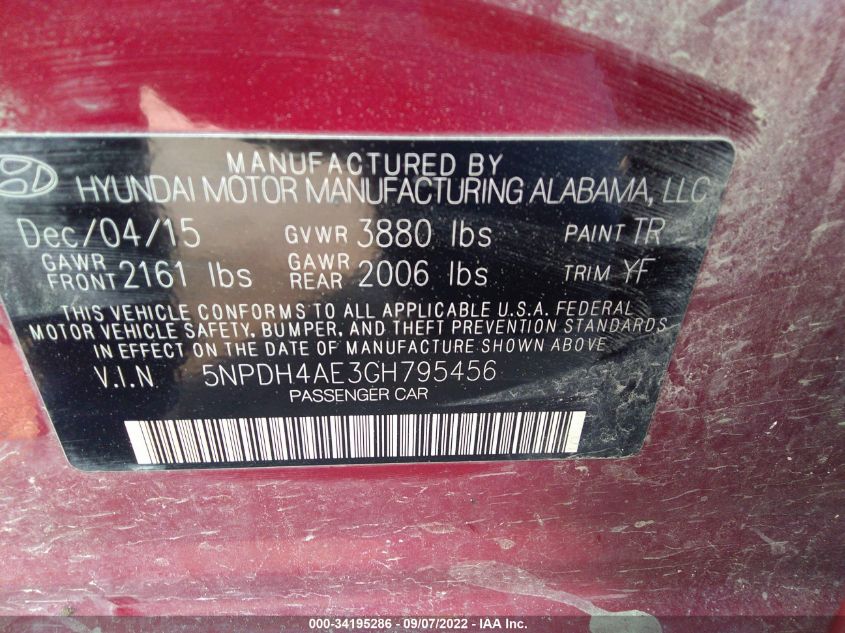 MANUFACTURED BY
HYUNDAI MOTOR MANUFACTURING ALABAMA, LLC
Dec/04/15 GVWR 3880 lbs PAINT TR
GAWR FRONT 2161 lbs GAWR REAR 2006 lbs TRIM YF
THIS VEHICLE CONFORMS TO ALL APPLICABLE U.S.A. FEDERAL
MOTOR VEHICLE SAFETY, BUMPER, AND THEFT PREVENTION STANDARDS
IN EFFECT ON THE DATE OF MANUFACTURE SHOWN ABOVE
V.I.N 5NPDH4AE3GH795456
PASSENGER CAR
000-34195286 - 09/07/2022 - IAA Inc.